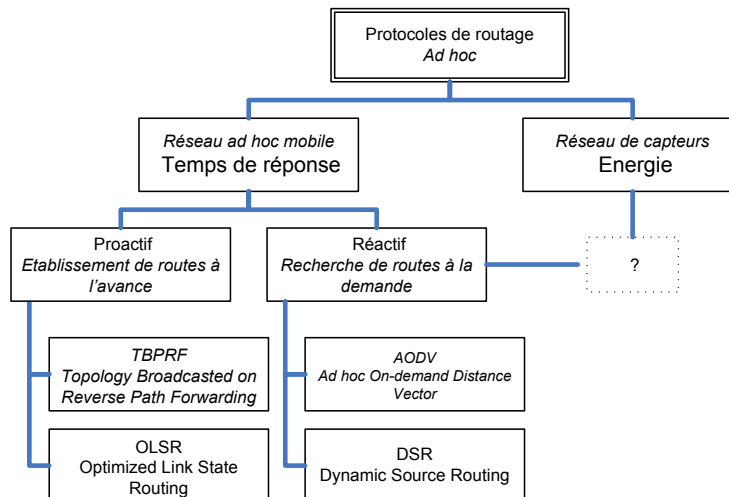 Protocoles de routage
Ad hoc
Réseau ad hoc mobile
Temps de réponse
Réseau de capteurs
Energie
Proactif
Etablissement de routes à
l'avance
Réactif
Recherche de routes à la
demande
?
TBPRF
Topology Broadcasted on
Reverse Path Forwarding
AODV
Ad hoc On-demand Distance
Vector
OLSR
Optimized Link State
Routing
DSR
Dynamic Source Routing